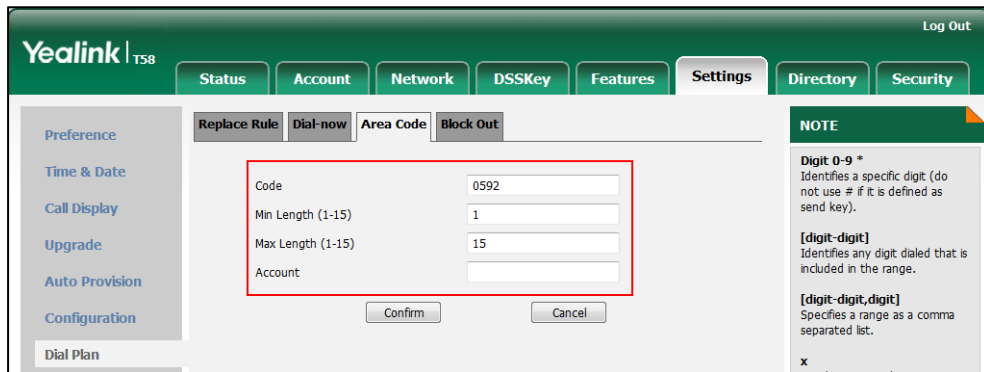 Log Out
Yealink T58
Status Account Network DSSKey Features Settings Directory Security
Preference
Time & Date
Call Display
Upgrade
Auto Provision
Configuration
Dial Plan
Replace Rule Dial-now Area Code Block Out
Code 0592
Min Length (1-15) 1
Max Length (1-15) 15
Account
Confirm Cancel
NOTE
Digit 0-9 *
Identifies a specific digit (do
not use # if it is defined as
send key).
[digit-digit]
Identifies any digit dialed that is
included in the range.
[digit-digit,digit]
Specifies a range as a comma
separated list.
x